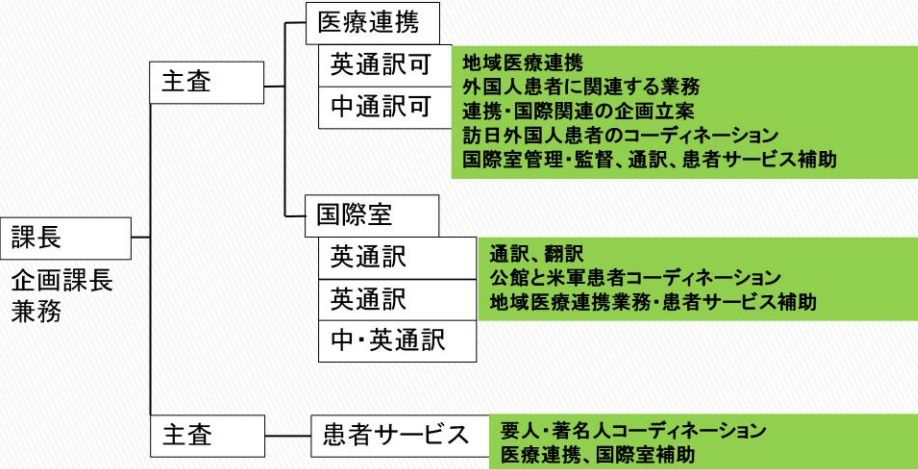 課長
企画課長
兼務
主査
医療連携
英通訳可
中通訳可
地域医療連携
外国人患者に関連する業務
連携・国際関連の企画立案
訪日外国人患者のコーディネーション
国際室管理・監督、通訳、患者サービス補助
国際室
英通訳
英通訳
中・英通訳
通訳、翻訳
公館と米軍患者コーディネーション
地域医療連携業務・患者サービス補助
主査
患者サービス
要人・著名人コーディネーション
医療連携、国際室補助